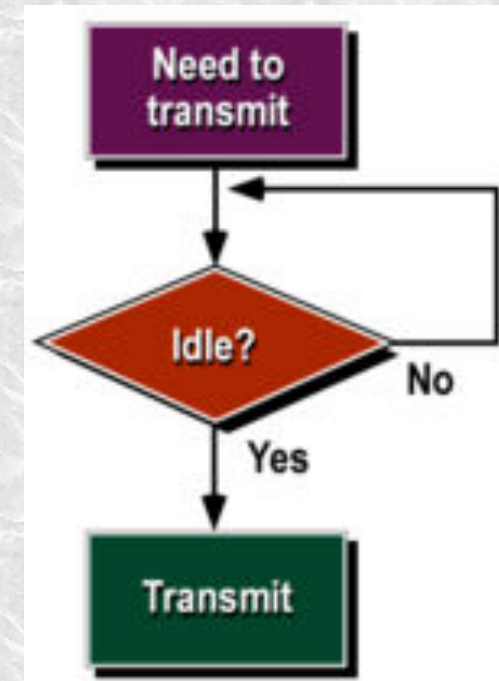 Need to
transmit
Idle?
No
Yes
Transmit